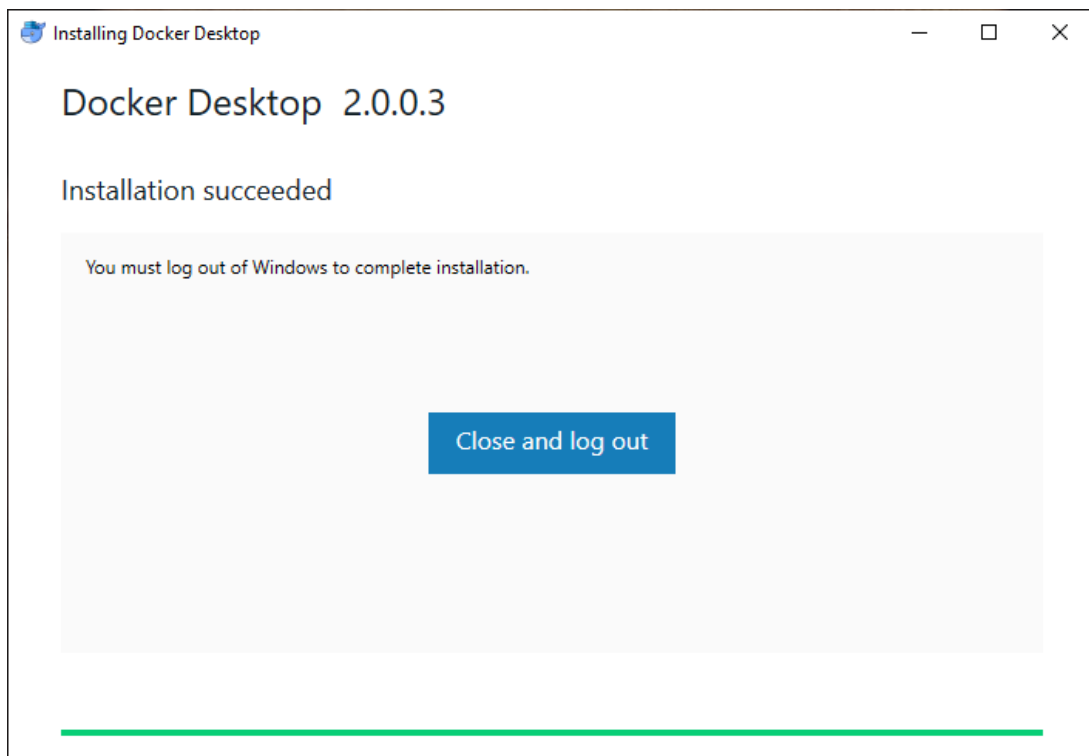 Installing Docker Desktop
Docker Desktop 2.0.0.3
Installation succeeded
You must log out of Windows to complete installation.
Close and log out